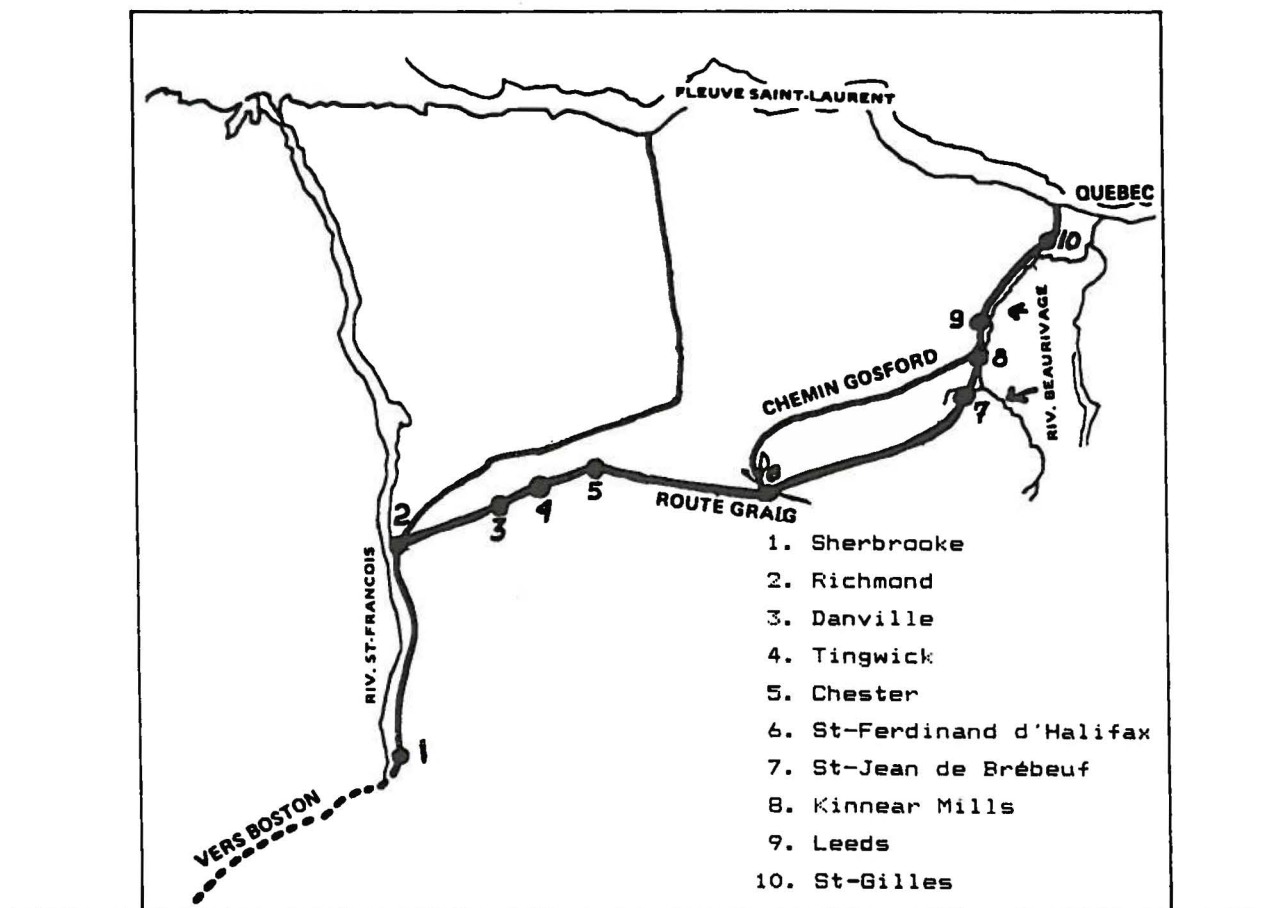 FLEUVE SAINT-LAURENT
QUEBEC
10
RIV. BEAURIVAGE
9
8
CHEMIN GOSFORD
7
6
5
ROUTE GRAIG
4
3
2
RIV. ST-FRANCOIS
1
VERS BOSTON
1. Sherbrooke
2. Richmond
3. Danville
4. Tingwick
5. Chester
6. St-Ferdinand d'Halifax
7. St-Jean de Brébeuf
8. Kinnear Mills
9. Leeds
10. St-Gilles